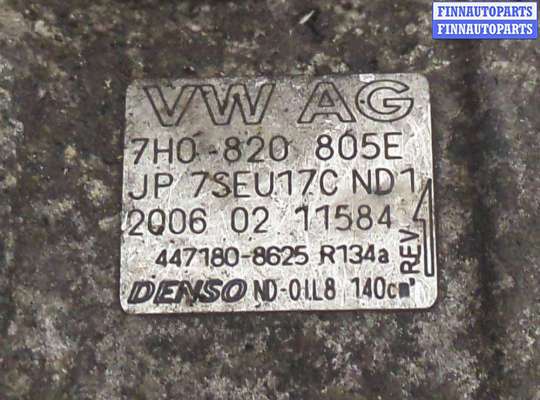 FINNAUTOPARTS
FINNAUTOPARTS
VW AG
7H0-820 805E
JP 7SEU17C ND1
2006 02 11584
447180-8625 R134a
REV
DENSO ND-OIL8 140cm³